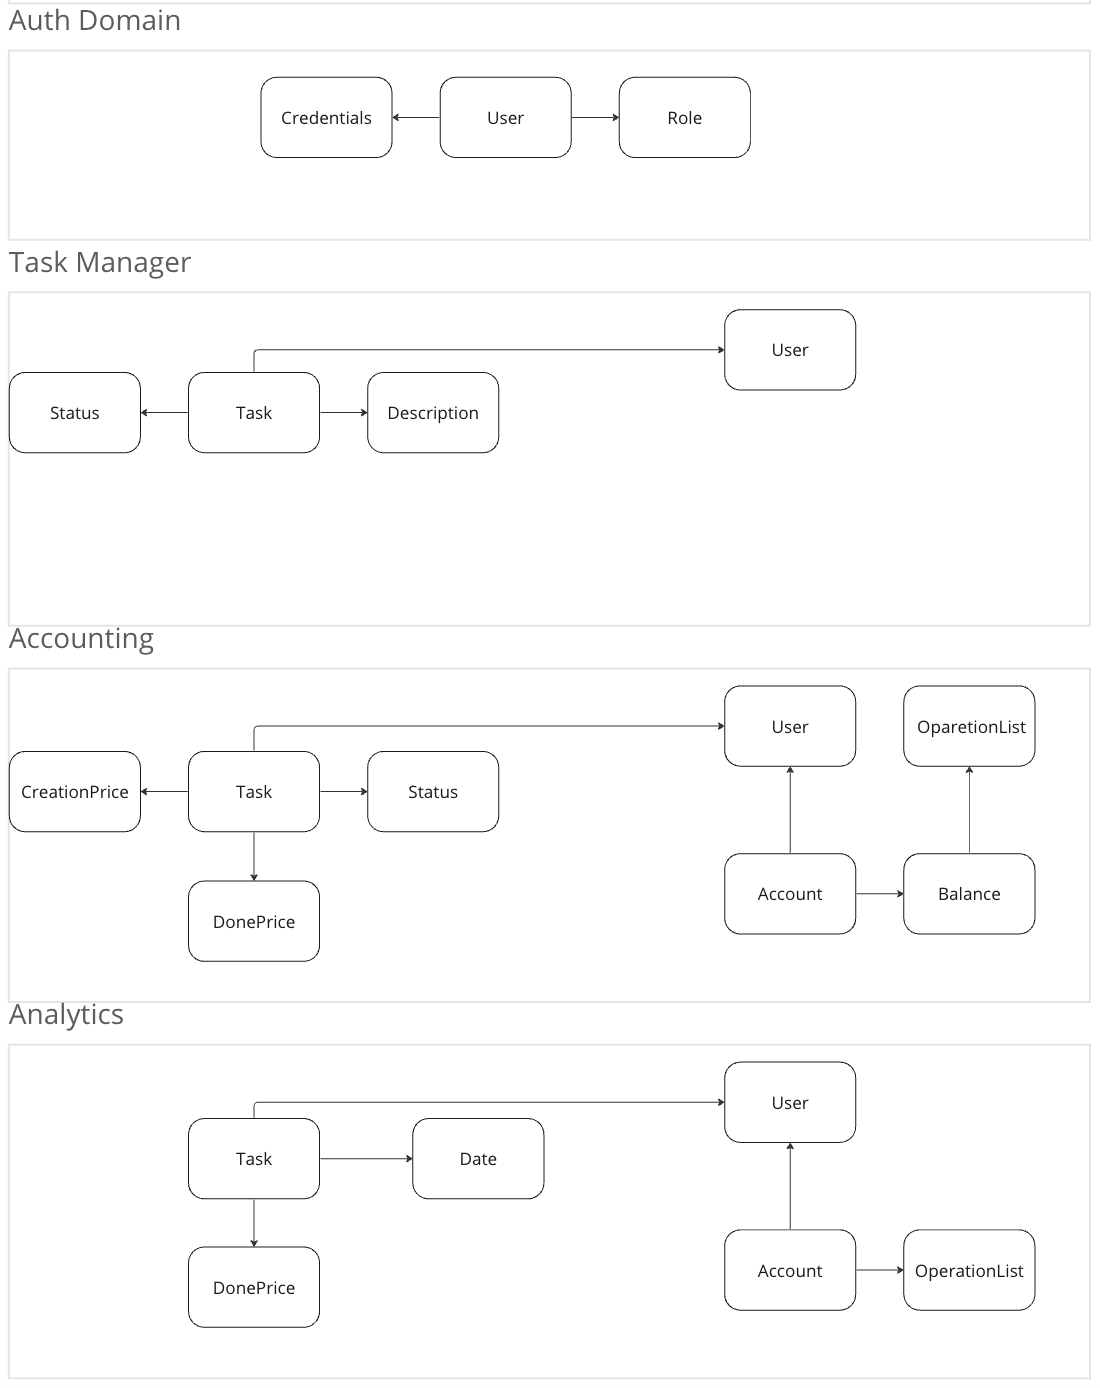 Auth Domain
Credentials
User
Role
Task Manager
User
Status
Task
Description
Accounting
User
OparetionList
CreationPrice
Task
Status
Account
Balance
DonePrice
Analytics
User
Task
Date
Account
OperationList
DonePrice